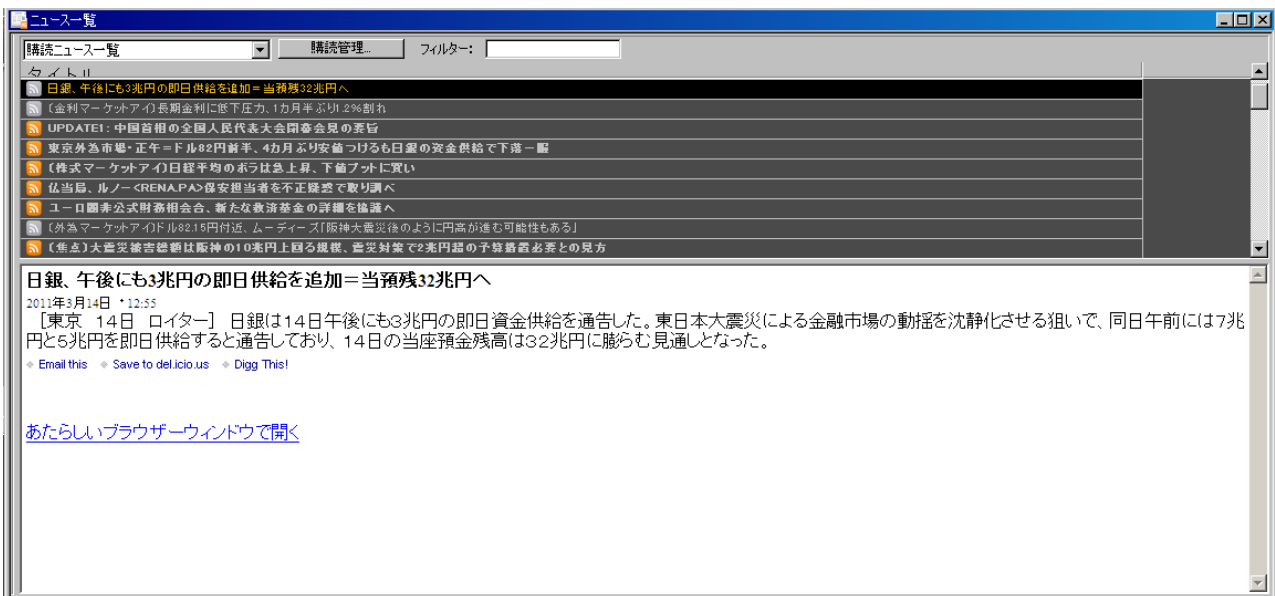 ニュース一覧
購読ニュース一覧 購読管理... フィルター:
タイトル
日銀、午後にも3兆円の即日供給を追加=当預残32兆円へ
〔金利マーケットアイ〕長期金利に低下圧力、1カ月半ぶり1.2%割れ
UPDATE1: 中国首相の全国人民代表大会閉幕会見の要旨
東京外為市場・正午=ドル82円前半、4カ月ぶり安値つけるも日銀の資金供給で下落一服
〔株式マーケットアイ〕日経平均のボラは急上昇、下値プットに買い
仏当局、ルノー<RENA.PA>保安担当者を不正疑惑で取り調べ
ユーロ圏非公式財務相会合、新たな救済基金の詳細を協議へ
〔外為マーケットアイ〕ドル82.15円付近、ムーディーズ「阪神大震災後のように円高が進む可能性もある」
〔焦点〕大震災被害総額は阪神の10兆円上回る規模、震災対策で2兆円超の予算措置必要との見方
日銀、午後にも3兆円の即日供給を追加=当預残32兆円へ
2011年3月14日 、12:55
[東京 14日 ロイター] 日銀は14日午後にも3兆円の即日資金供給を通告した。東日本大震災による金融市場の動揺を沈静化させる狙いで、同日午前には7兆
円と5兆円を即日供給すると通告しており、14日の当座預金残高は32兆円に膨らむ見通しとなった。
Email this Save to del.icio.us Digg This!
あたらしいブラウザーウィンドウで開く